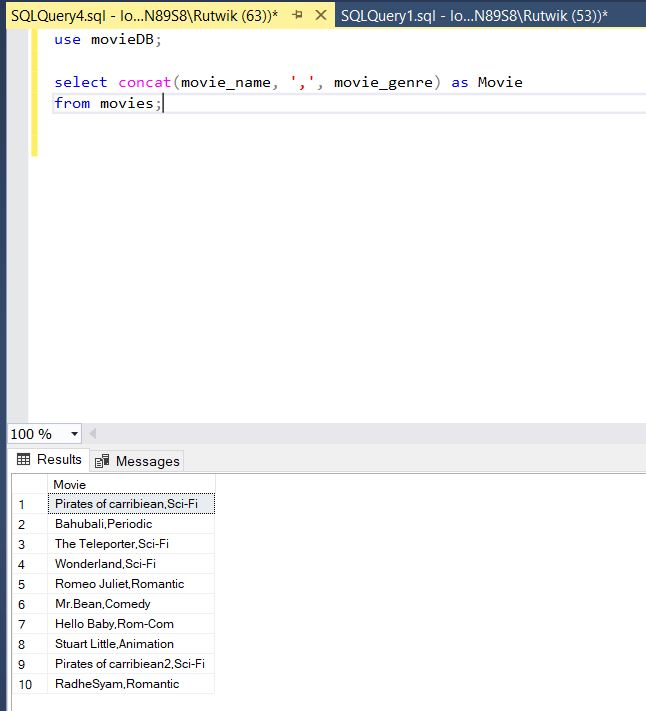 SQLQuery4.sql - lo...N89S8\Rutwik (63))* SQLQuery1.sql - lo...N89S8\Rutwik (53))*
use movieDB;
select concat(movie_name, ',', movie_genre) as Movie
from movies;
100 %
Results Messages
Movie
1 Pirates of carribiean,Sci-Fi
2 Bahubali,Periodic
3 The Teleporter,Sci-Fi
4 Wonderland,Sci-Fi
5 Romeo Juliet,Romantic
6 Mr.Bean,Comedy
7 Hello Baby,Rom-Com
8 Stuart Little,Animation
9 Pirates of carribiean2,Sci-Fi
10 RadheSyam,Romantic